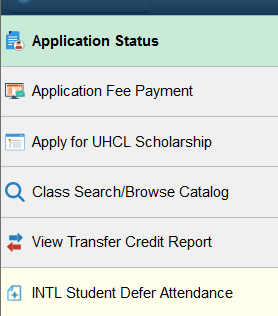 Application Status
Application Fee Payment
Apply for UHCL Scholarship
Class Search/Browse Catalog
View Transfer Credit Report
INTL Student Defer Attendance